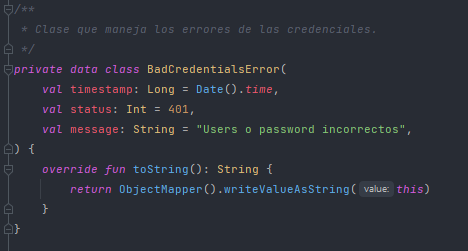 /**
 * Clase que maneja los errores de las credenciales.
 */
private data class BadCredentialsError(
    val timestamp: Long = Date().time,
    val status: Int = 401,
    val message: String = "Users o password incorrectos",
) {
    override fun toString(): String {
        return ObjectMapper().writeValueAsString( value: this)
    }
}